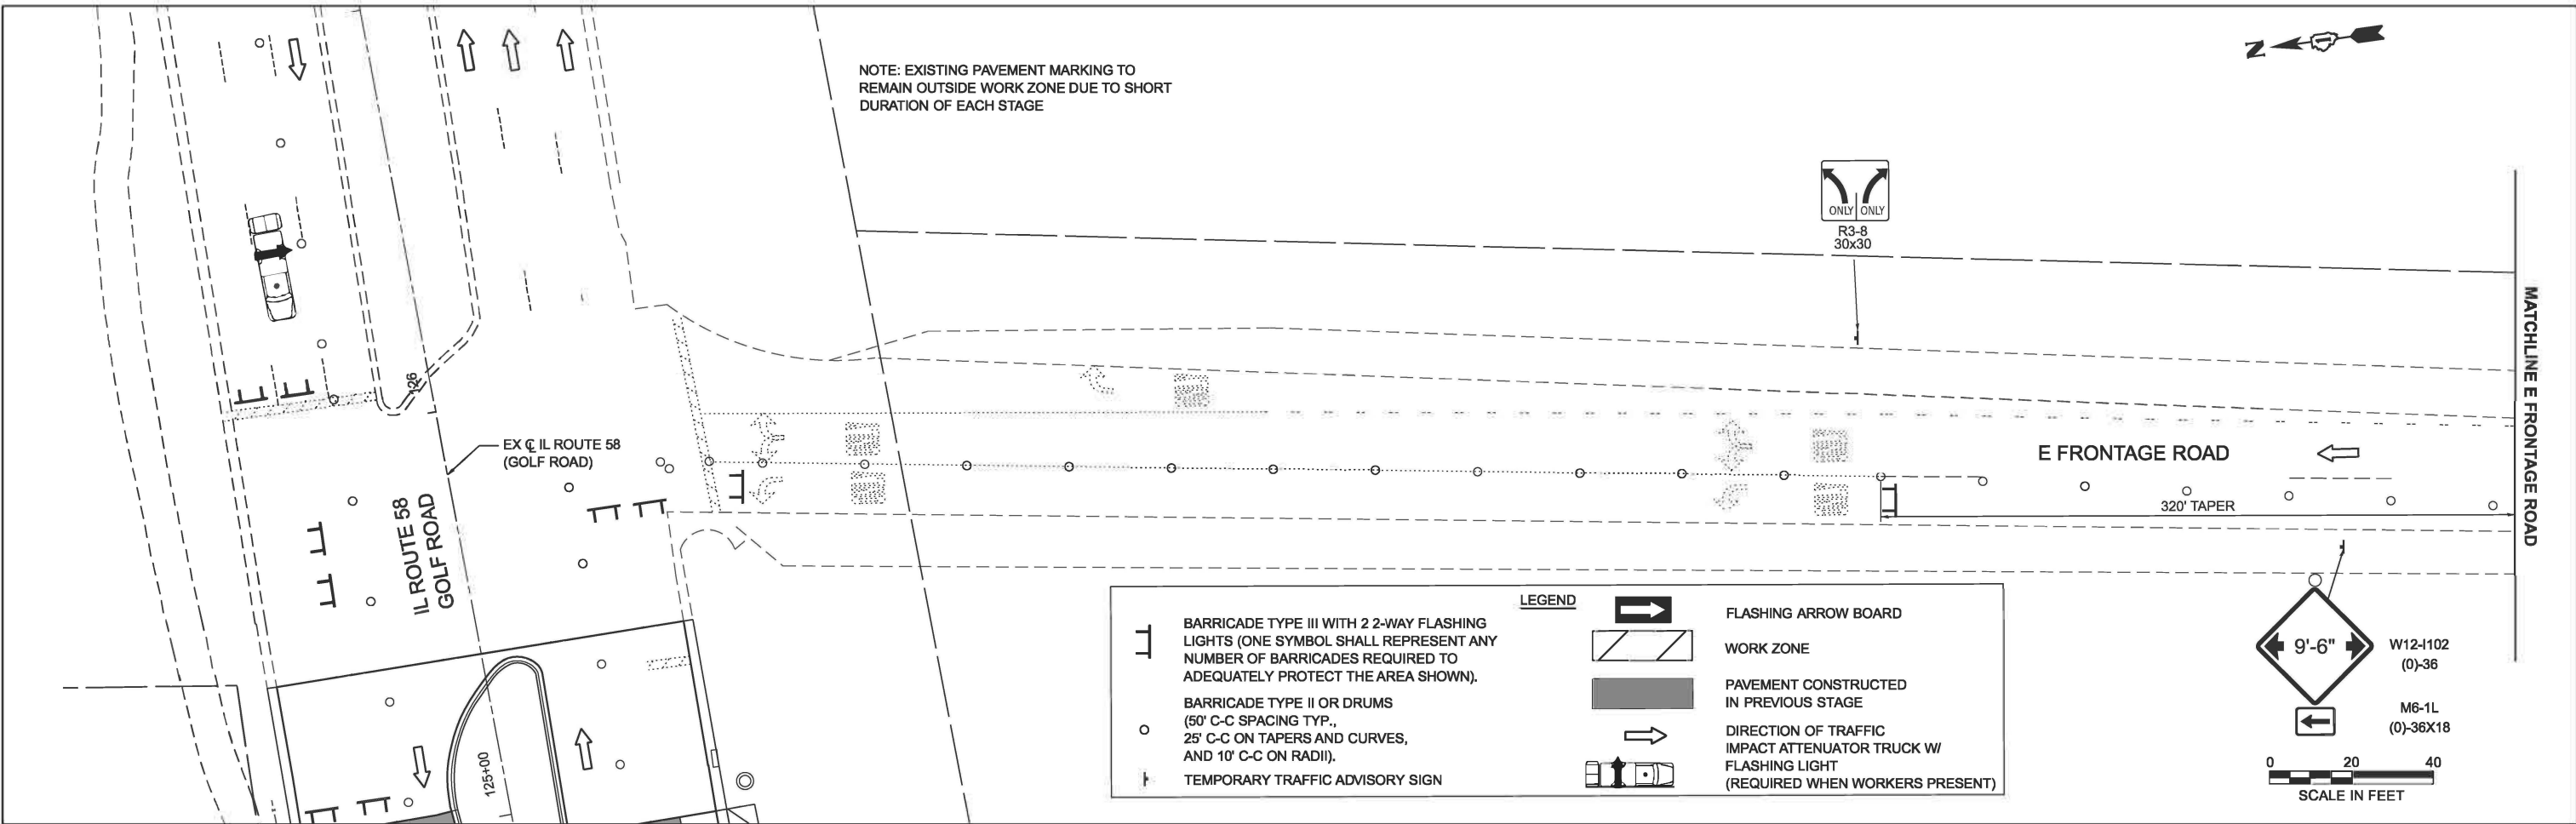 NOTE: EXISTING PAVEMENT MARKING TO
REMAIN OUTSIDE WORK ZONE DUE TO SHORT
DURATION OF EACH STAGE
N
ONLY ONLY
R3-8
30x30
MATCHLINE E FRONTAGE ROAD
EX ℄ IL ROUTE 58
(GOLF ROAD)
126
IL ROUTE 58
GOLF ROAD
125+00
E FRONTAGE ROAD
320' TAPER
LEGEND
BARRICADE TYPE III WITH 2 2-WAY FLASHING
LIGHTS (ONE SYMBOL SHALL REPRESENT ANY
NUMBER OF BARRICADES REQUIRED TO
ADEQUATELY PROTECT THE AREA SHOWN).
BARRICADE TYPE II OR DRUMS
(50' C-C SPACING TYP.,
25' C-C ON TAPERS AND CURVES,
AND 10' C-C ON RADII).
TEMPORARY TRAFFIC ADVISORY SIGN
FLASHING ARROW BOARD
WORK ZONE
PAVEMENT CONSTRUCTED
IN PREVIOUS STAGE
DIRECTION OF TRAFFIC
IMPACT ATTENUATOR TRUCK W/
FLASHING LIGHT
(REQUIRED WHEN WORKERS PRESENT)
9'-6"
W12-I102
(0)-36
M6-1L
(0)-36X18
0 20 40
SCALE IN FEET